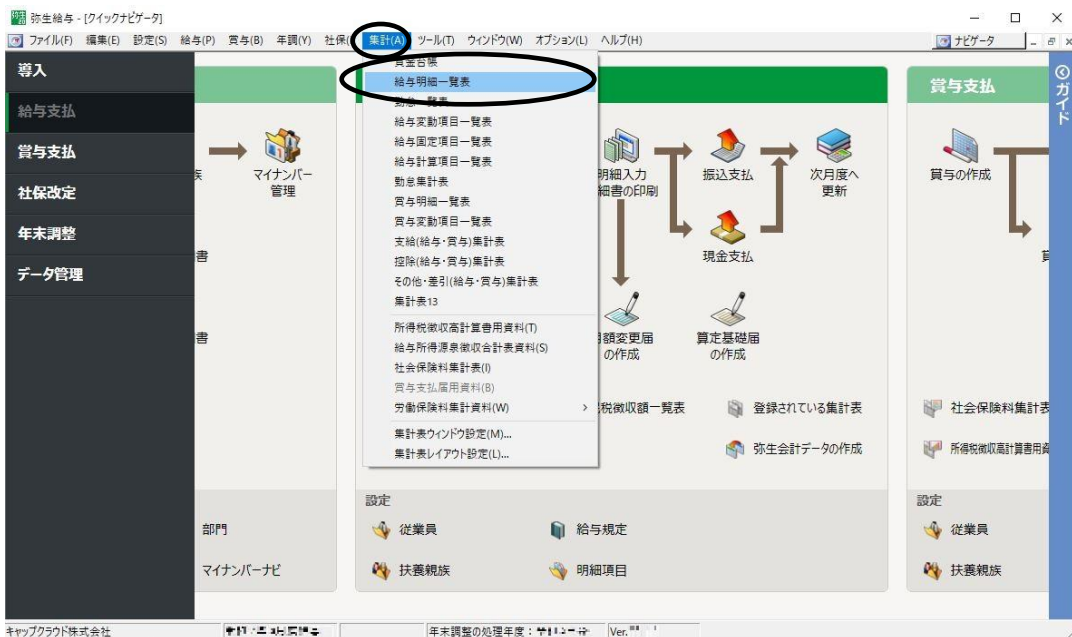 弥生給与 - [クイックナビゲータ]
ファイル(F) 編集(E) 設定(S) 給与(P) 賞与(B) 年調(Y) 社保( 集計(A) ツール(T) ウィンドウ(W) オプション(L) ヘルプ(H) ナビゲータ
導入
給与支払
賞与支払
社保改定
年末調整
データ管理
賃金台帳
給与明細一覧表
勤怠一覧表
給与変動項目一覧表
給与固定項目一覧表
給与計算項目一覧表
勤怠集計表
賞与明細一覧表
賞与変動項目一覧表
支給(給与・賞与)集計表
控除(給与・賞与)集計表
その他・差引(給与・賞与)集計表
集計表13
所得税徴収高計算書用資料(T)
給与所得源泉徴収合計表資料(S)
社会保険料集計表(I)
賞与支払届用資料(B)
労働保険料集計資料(W)
集計表ウィンドウ設定(M)...
集計表レイアウト設定(L)...
族
マイナンバー
管理
書
書
部門
マイナンバーナビ
明細入力
細書の印刷
振込支払
次月度へ
更新
現金支払
額変更届
の作成
算定基礎届
の作成
税徴収額一覧表
登録されている集計表
弥生会計データの作成
設定
従業員
給与規定
扶養親族
明細項目
賞与支払
賞与の作成
社会保険料集計表
所得税徴収高計算書用資
設定
従業員
扶養親族
ガイド
キャップクラウド株式会社
年末調整の処理年度：
Ver.